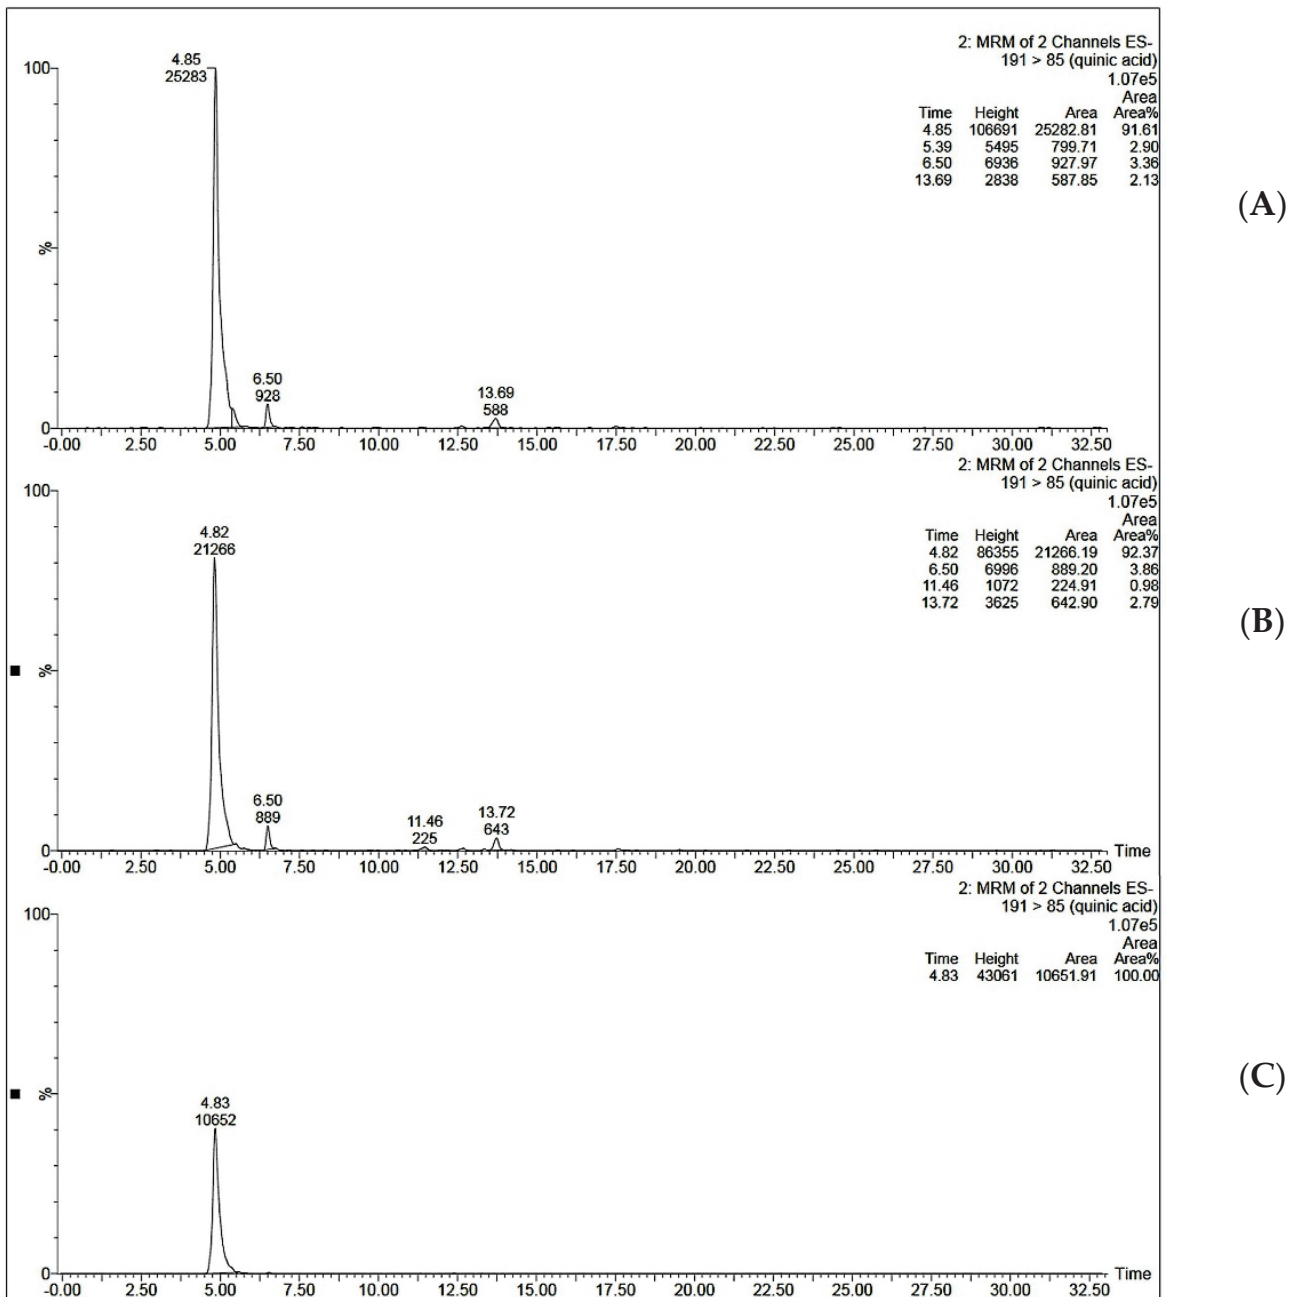 2: MRM of 2 Channels ES-
191 > 85 (quinic acid)
1.07e5
Area
Time Height Area Area%
4.85 106691 25282.81 91.61
5.39 5495 799.71 2.90
6.50 6936 927.97 3.36
13.69 2838 587.85 2.13
4.85
25283
100
%
0
6.50
928
13.69
588
-0.00 2.50 5.00 7.50 10.00 12.50 15.00 17.50 20.00 22.50 25.00 27.50 30.00 32.50
(A)
2: MRM of 2 Channels ES-
191 > 85 (quinic acid)
1.07e5
Area
Time Height Area Area%
4.82 86355 21266.19 92.37
6.50 6996 889.20 3.86
11.46 1072 224.91 0.98
13.72 3625 642.90 2.79
100
4.82
21266
%
0
6.50
889
11.46
225
13.72
643
Time
-0.00 2.50 5.00 7.50 10.00 12.50 15.00 17.50 20.00 22.50 25.00 27.50 30.00 32.50
(B)
2: MRM of 2 Channels ES-
191 > 85 (quinic acid)
1.07e5
Area
Time Height Area Area%
4.83 43061 10651.91 100.00
100
%
4.83
10652
0
Time
-0.00 2.50 5.00 7.50 10.00 12.50 15.00 17.50 20.00 22.50 25.00 27.50 30.00 32.50
(C)